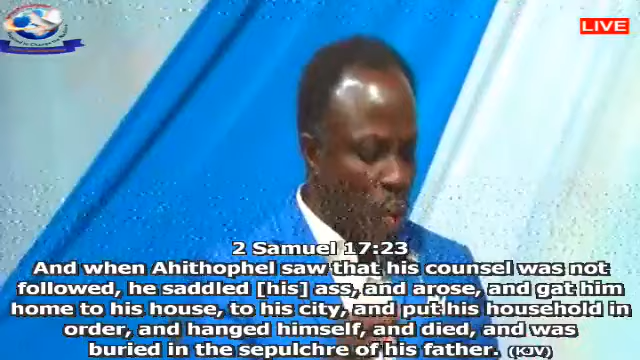 LIVE
2 Samuel 17:23
And when Ahithophel saw that his counsel was not
followed, he saddled [his] ass, and arose, and gat him
home to his house, to his city, and put his household in
order, and hanged himself, and died, and was
buried in the sepulchre of his father. (KJV)